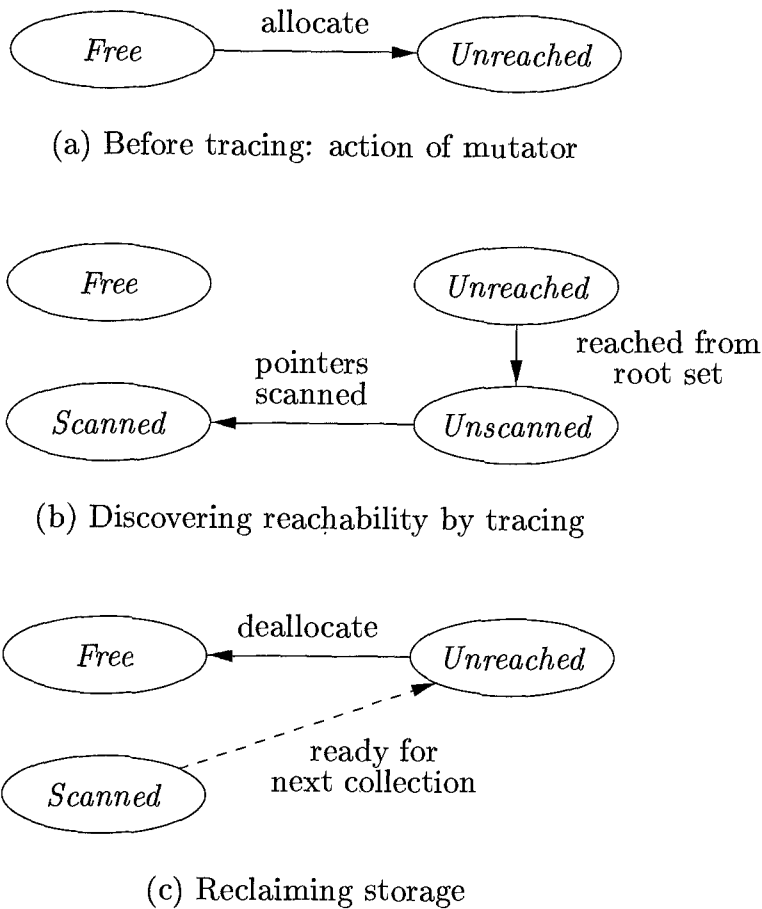 allocate
Free
Unreached
(a) Before tracing: action of mutator
Free
Unreached
reached from
root set
pointers
scanned
Scanned
Unscanned
(b) Discovering reachability by tracing
deallocate
Free
Unreached
ready for
next collection
Scanned
(c) Reclaiming storage